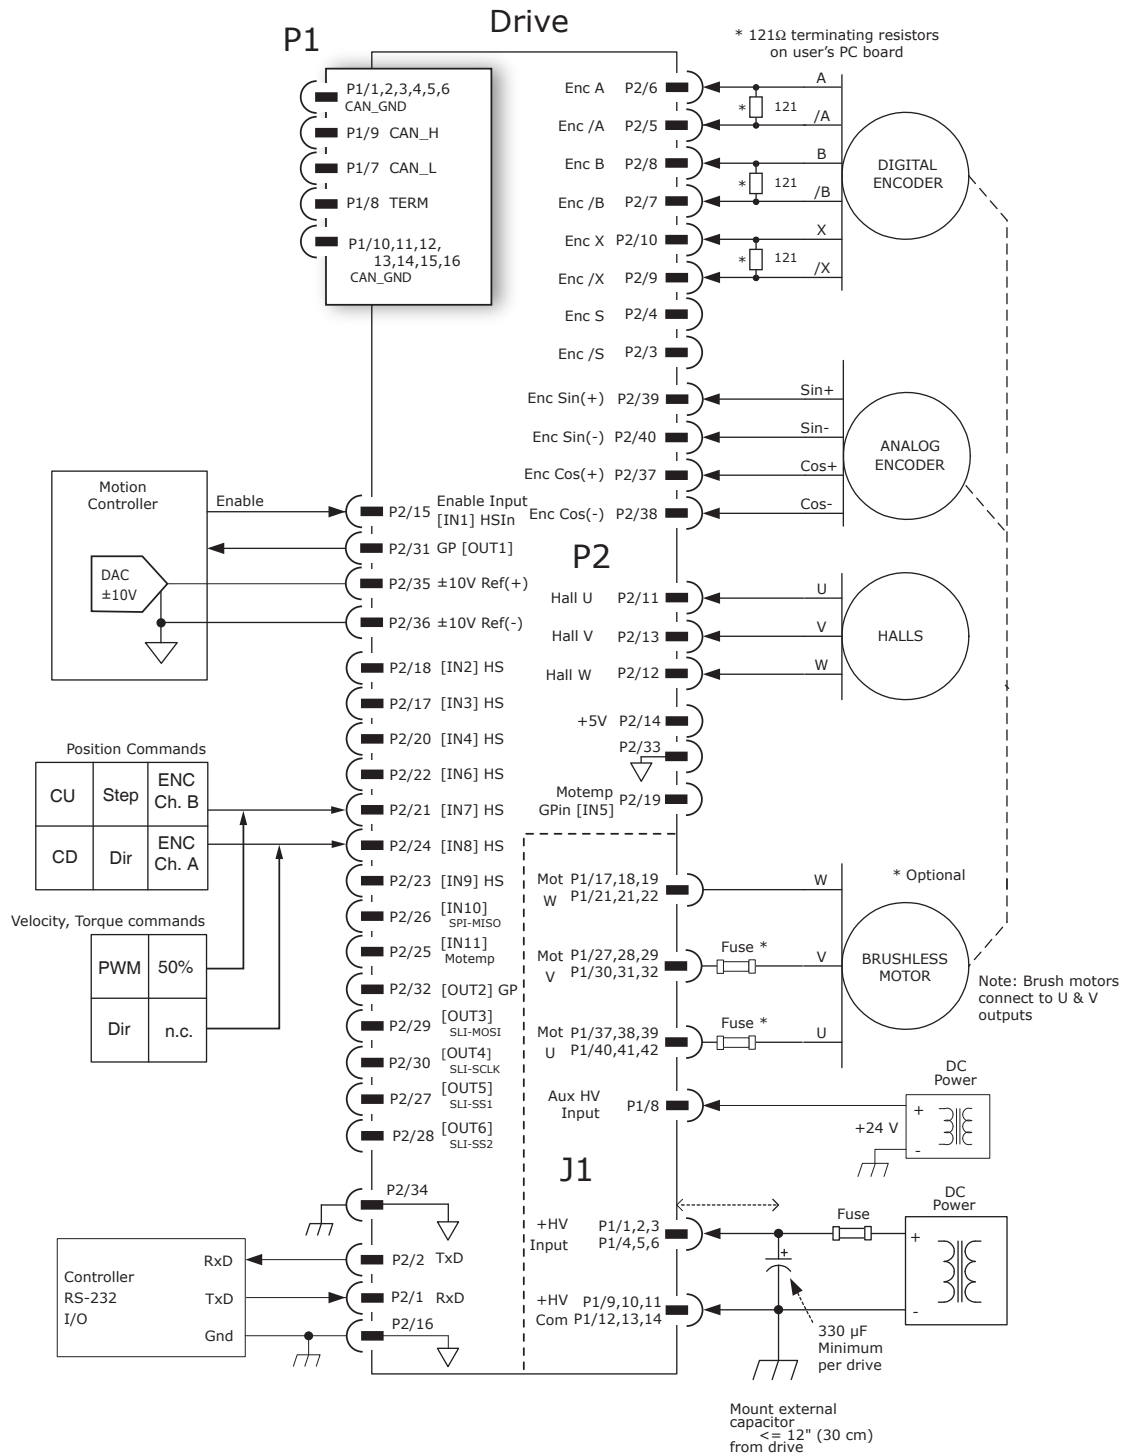 Drive
P1
* 121Ω terminating resistors
on user's PC board
P1/1,2,3,4,5,6
CAN_GND
P1/9 CAN_H
P1/7 CAN_L
P1/8 TERM
P1/10,11,12,
13,14,15,16
CAN_GND
Enc A P2/6
A
* 121
Enc /A P2/5
/A
Enc B P2/8
B
* 121
Enc /B P2/7
/B
Enc X P2/10
X
* 121
Enc /X P2/9
/X
DIGITAL
ENCODER
Enc S P2/4
Enc /S P2/3
Enc Sin(+) P2/39
Sin+
Enc Sin(-) P2/40
Sin-
Enc Cos(+) P2/37
Cos+
Enc Cos(-) P2/38
Cos-
ANALOG
ENCODER
Motion
Controller
Enable
P2/15 Enable Input
[IN1] HSIn
P2/31 GP [OUT1]
DAC
±10V
P2/35 ±10V Ref(+)
P2/36 ±10V Ref(-)
P2
Hall U P2/11
U
Hall V P2/13
V
Hall W P2/12
W
HALLS
P2/18 [IN2] HS
P2/17 [IN3] HS
P2/20 [IN4] HS
P2/22 [IN6] HS
P2/21 [IN7] HS
P2/24 [IN8] HS
P2/23 [IN9] HS
P2/26 [IN10]
SPI-MISO
P2/25 [IN11]
Motemp
P2/32 [OUT2] GP
P2/29 [OUT3]
SLI-MOSI
P2/30 [OUT4]
SLI-SCLK
P2/27 [OUT5]
SLI-SS1
P2/28 [OUT6]
SLI-SS2
+5V P2/14
P2/33
Motemp
GPin [IN5] P2/19
Position Commands
CU Step ENC
Ch. B
CD Dir ENC
Ch. A
Velocity, Torque commands
PWM 50%
Dir n.c.
Mot P1/17,18,19
W P1/21,21,22
W
* Optional
Mot P1/27,28,29
V P1/30,31,32
Fuse *
V
BRUSHLESS
MOTOR
Mot P1/37,38,39
U P1/40,41,42
Fuse *
U
Note: Brush motors
connect to U & V
outputs
Aux HV
Input P1/8
DC
Power
+
+24 V
-
J1
P2/34
+HV P1/1,2,3
Input P1/4,5,6
Fuse
DC
Power
+
+
-
+HV P1/9,10,11
Com P1/12,13,14
330 µF
Minimum
per drive
Controller
RS-232
I/O
RxD
P2/2 TxD
TxD
P2/1 RxD
Gnd
P2/16
Mount external
capacitor
<= 12" (30 cm)
from drive